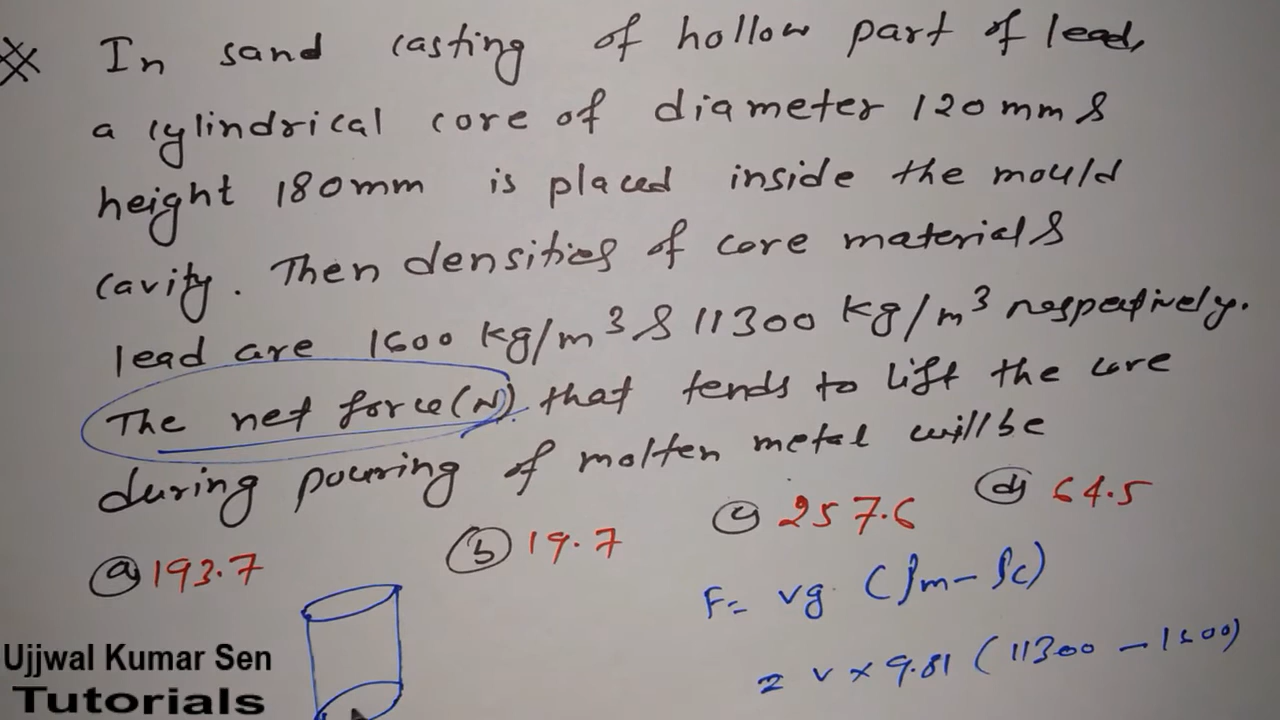 In sand casting of hollow part of lead,
a cylindrical core of diameter 120 mm &
height 180mm is placed inside the mould
cavity. Then densities of core material &
lead are 1600 kg/m³ & 11300 kg/m³ respectively.
The net force (N) that tends to lift the core
during pouring of molten metal will be
(a) 193.7 (b) 19.7 (c) 257.6 (d) 64.5
F = vg (ρm - ρc)
= v × 9.81 (11300 - 1600)
Ujjwal Kumar Sen
Tutorials